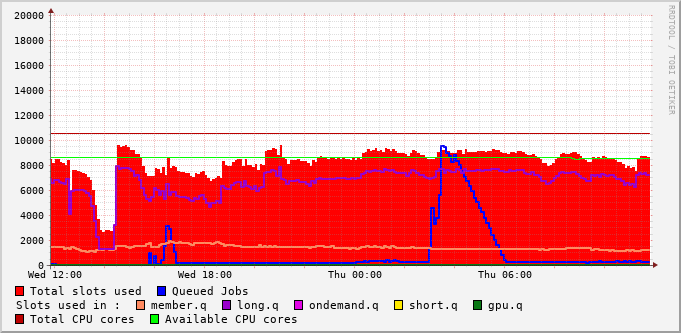 20000
18000
16000
14000
12000
10000
8000
6000
4000
2000
0
Wed 12:00 Wed 18:00 Thu 00:00 Thu 06:00
Total slots used Queued Jobs
Slots used in : member.q long.q ondemand.q short.q gpu.q
Total CPU cores Available CPU cores
RRDTOOL / TOBI OETIKER